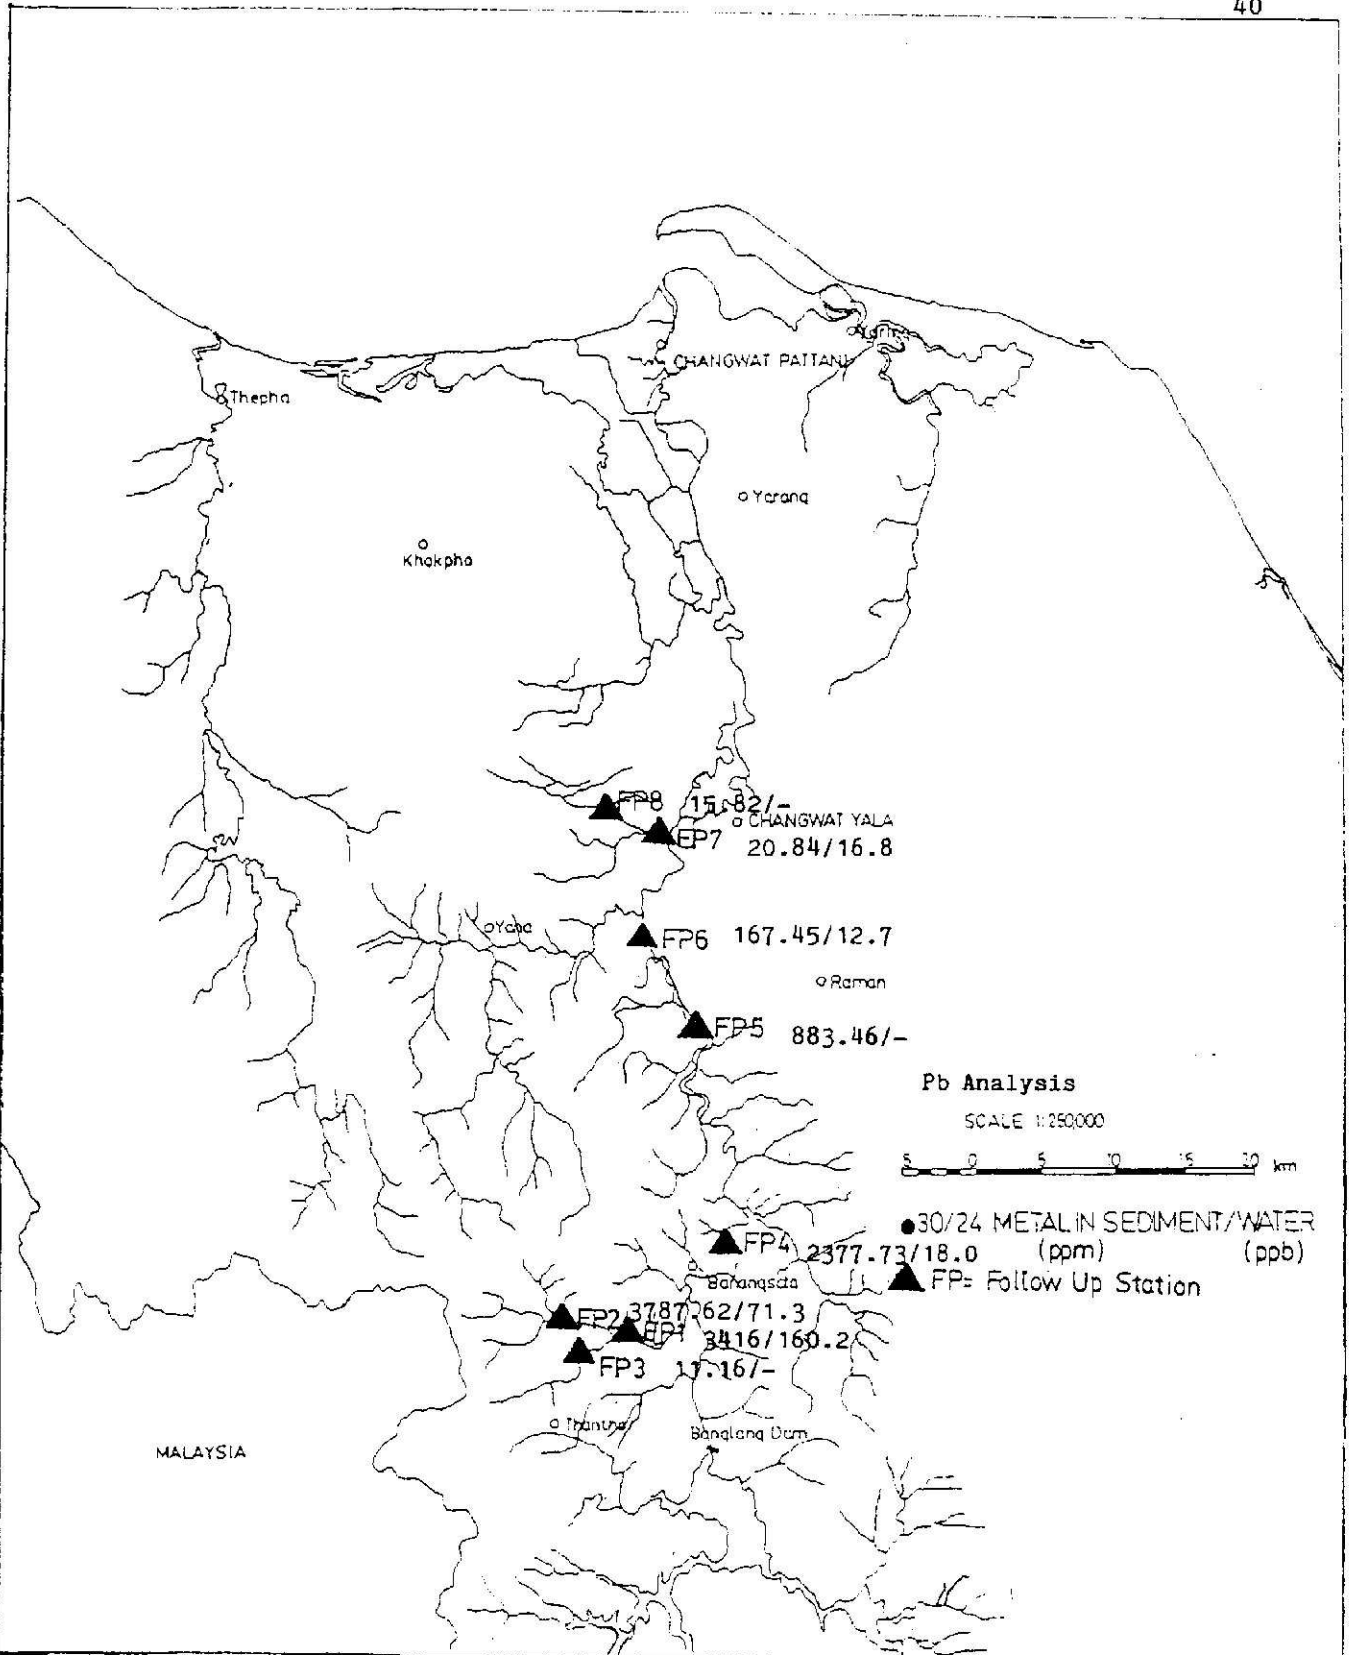 40
CHANGWAT PATTANI
Thepha
Yarang
Khokpho
FP8 15.82/-
CHANGWAT YALA
FP7 20.84/16.8
Yaha
FP6 167.45/12.7
Raman
FP5 883.46/-
Pb Analysis
SCALE 1:250,000
5 0 5 10 15 20 km
●30/24 METAL IN SEDIMENT/WATER
(ppm) (ppb)
FP= Follow Up Station
FP4 2377.73/18.0
Banangsata
FP2 3787.62/71.3
FP1 3416/160.2
FP3 11.16/-
Thantho
Banglang Dam
MALAYSIA